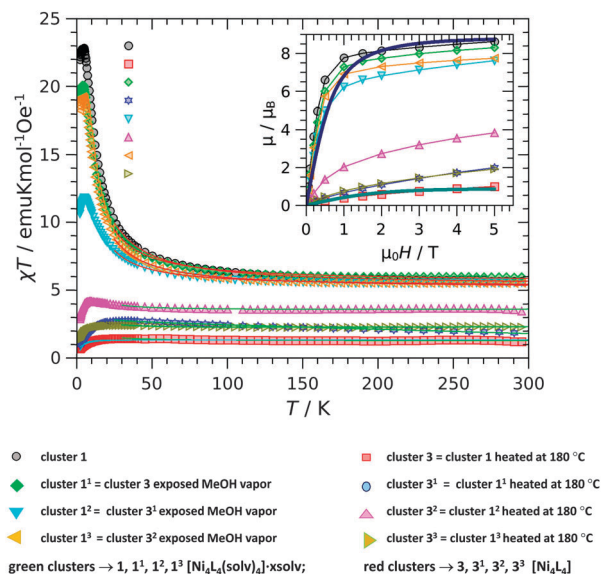 χT / emuKmol⁻¹Oe⁻¹
25
20
15
10
5
0
0 50 100 150 200 250 300
T / K
μ / μB
8
6
4
2
0
0 1 2 3 4 5
μ0H / T
cluster 1
cluster 1¹ = cluster 3 exposed MeOH vapor
cluster 1² = cluster 3¹ exposed MeOH vapor
cluster 1³ = cluster 3² exposed MeOH vapor
green clusters → 1, 1¹, 1², 1³ [Ni4L4(solv)4]·xsolv;
cluster 3 = cluster 1 heated at 180 °C
cluster 3¹ = cluster 1¹ heated at 180 °C
cluster 3² = cluster 1² heated at 180 °C
cluster 3³ = cluster 1³ heated at 180 °C
red clusters → 3, 3¹, 3², 3³ [Ni4L4]